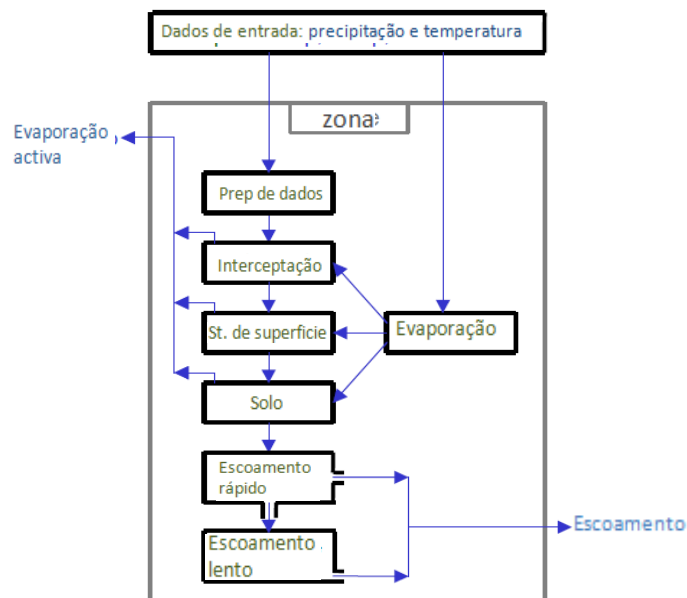 Dados de entrada: precipitação e temperatura
zona
Evaporação
activa
Prep de dados
Interceptação
St. de superficie
Evaporação
Solo
Escoamento
rápido
Escoamento
Escoamento
lento